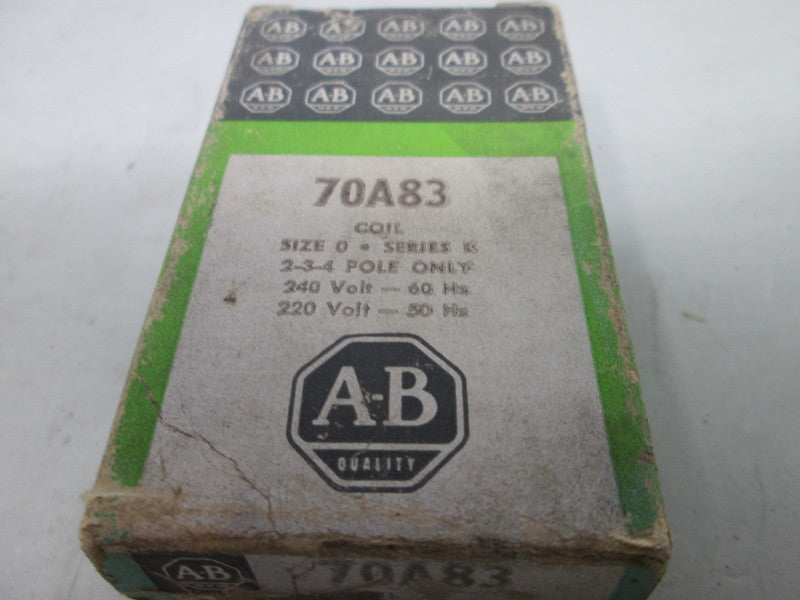 A-B A-B A-B A-B A-B
A-B A-B A-B A-B A-B
A-B A-B A-B A-B A-B
70A83
COIL
SIZE 0 • SERIES
2-3-4 POLE ONLY
240 Volt — 60 Hz
220 Volt — 50 Hz
A-B
QUALITY
A-B 70A83